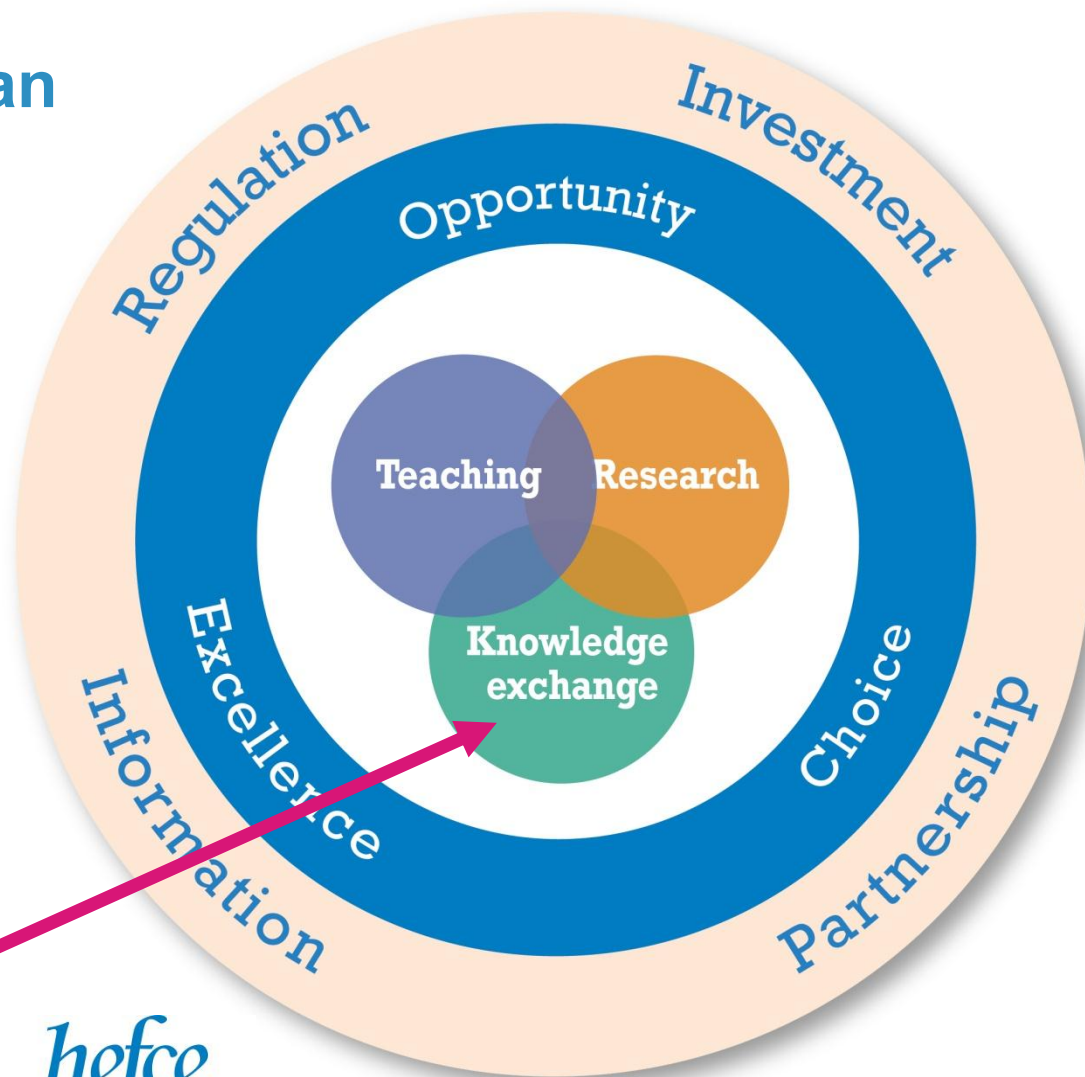 an
Regulation
Investment
Opportunity
Teaching
Research
Knowledge
exchange
Excellence
Choice
Information
Partnership
hefce